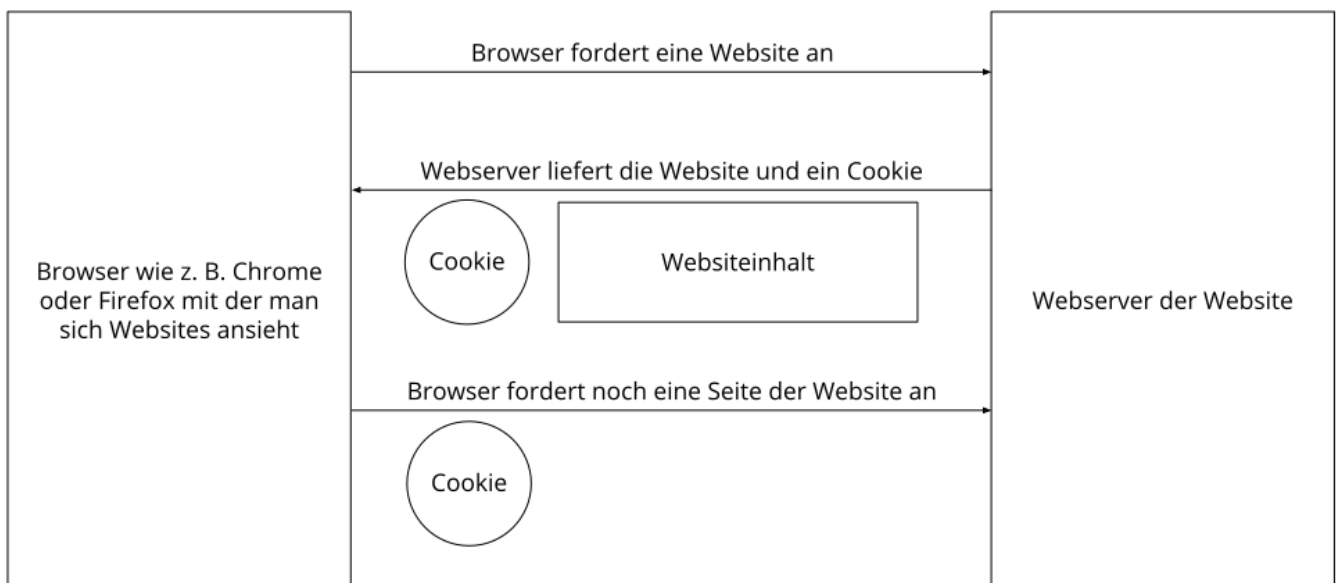 Browser fordert eine Website an
Webserver liefert die Website und ein Cookie
Cookie
Websiteinhalt
Browser wie z. B. Chrome
oder Firefox mit der man
sich Websites ansieht
Webserver der Website
Browser fordert noch eine Seite der Website an
Cookie